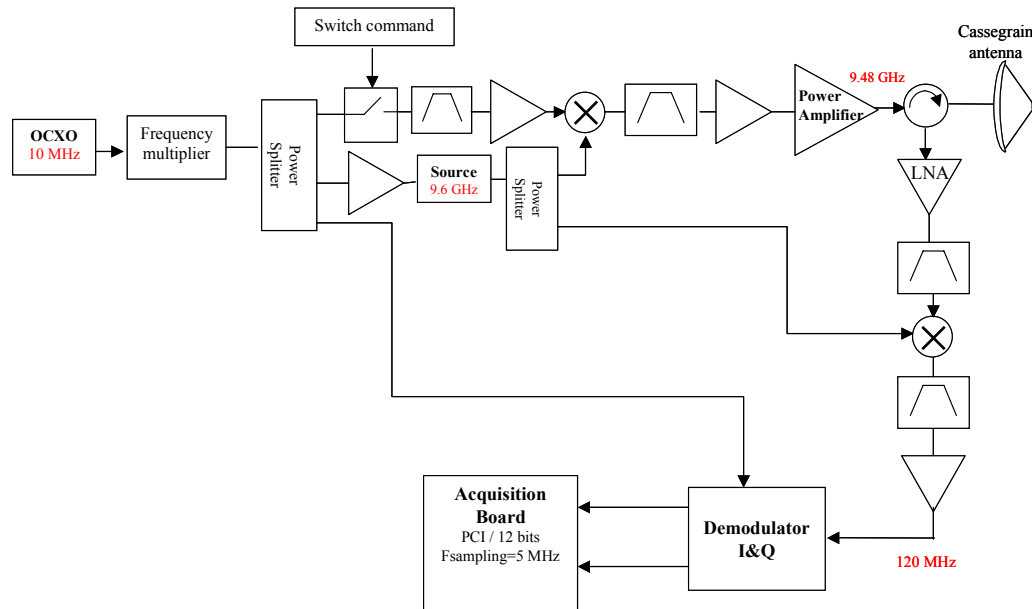 Switch command
Cassegrain
antenna
9.48 GHz
Power
Amplifier
OCXO
10 MHz
Frequency
multiplier
Power
Splitter
Source
9.6 GHz
Power
Splitter
LNA
Acquisition
Board
PCI / 12 bits
Fsampling=5 MHz
Demodulator
I&Q
120 MHz